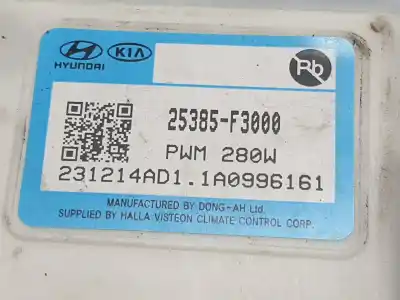 HYUNDAI KIA Pb
25385-F3000
PWM 280W
231214AD1.1A0996161
MANUFACTURED BY DONG-AH Ltd.
SUPPLIED BY HALLA VISTEON CLIMATE CONTROL CORP.